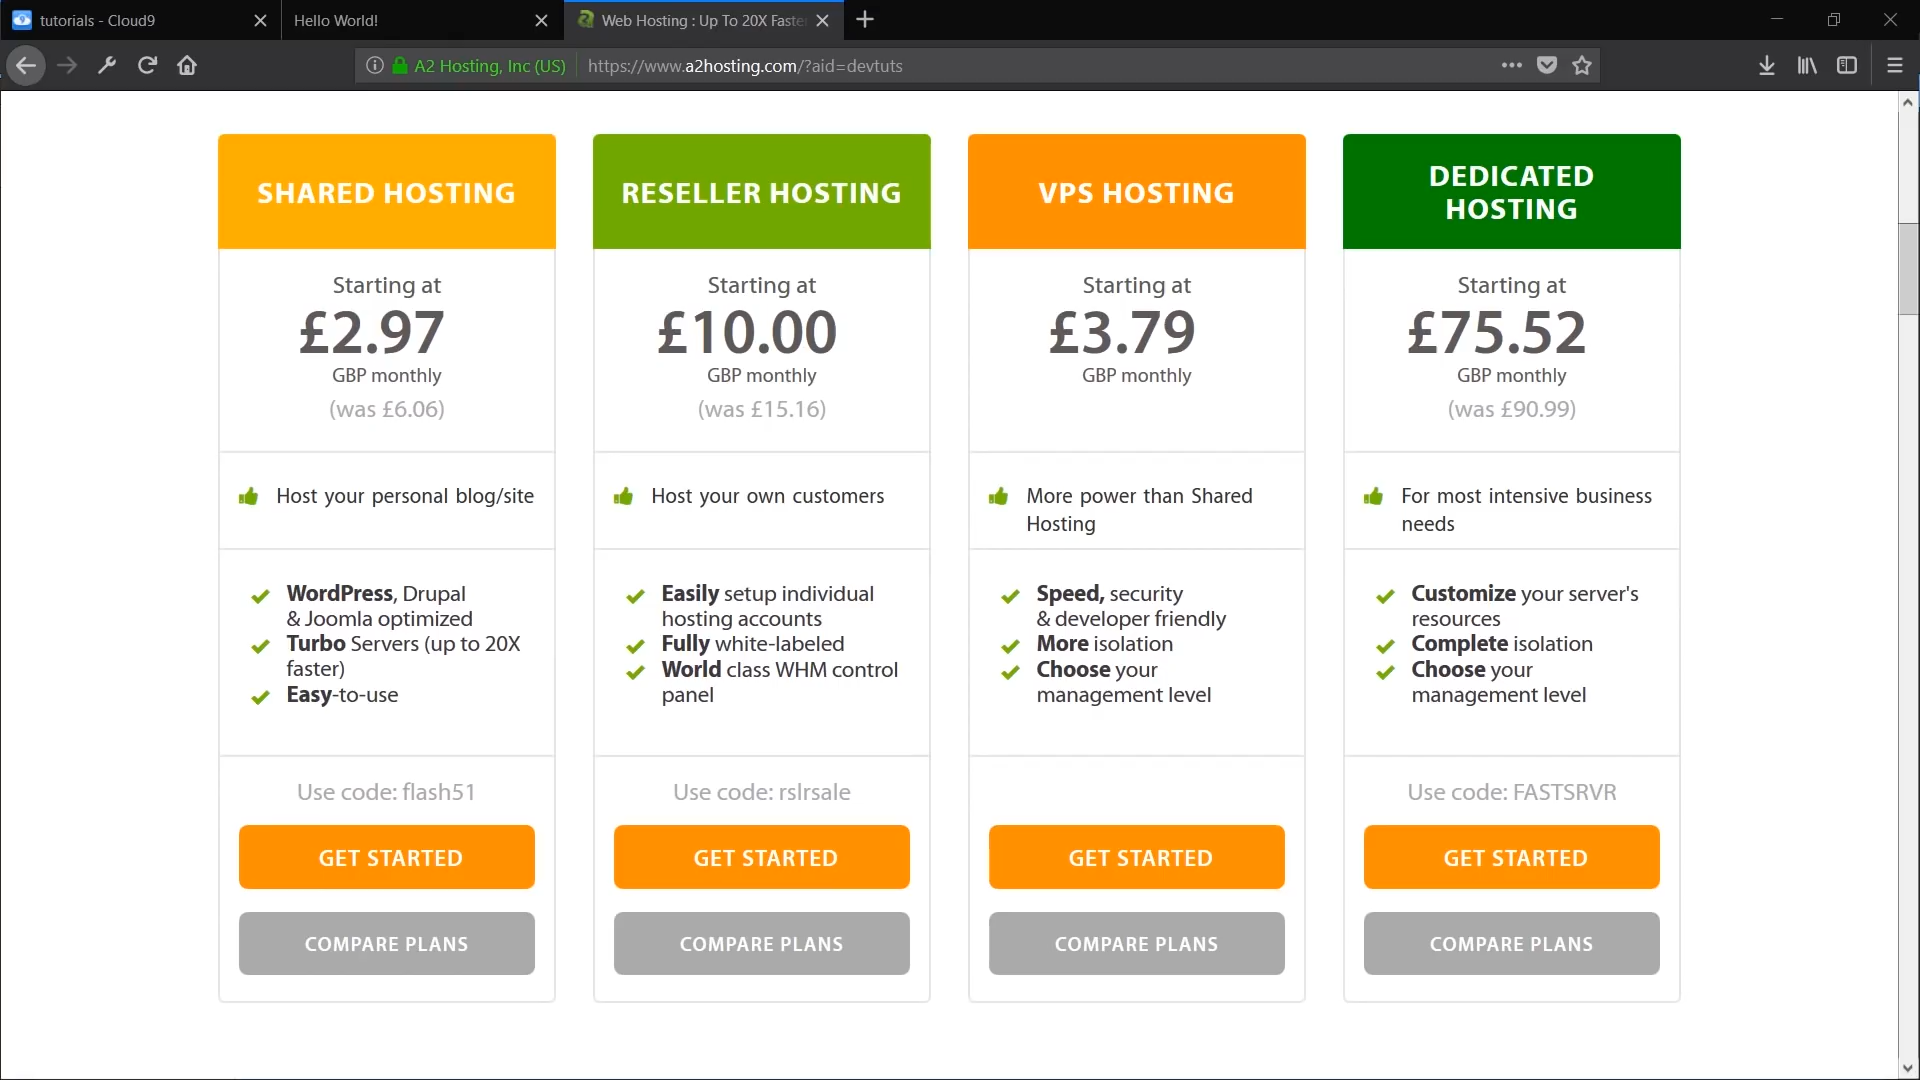 tutorials - Cloud9
Hello World!
Web Hosting : Up To 20X Faste
A2 Hosting, Inc (US)
https://www.a2hosting.com/?aid=devtuts
SHARED HOSTING
Starting at
£2.97
GBP monthly
(was £6.06)
Host your personal blog/site
WordPress, Drupal
& Joomla optimized
Turbo Servers (up to 20X
faster)
Easy-to-use
Use code: flash51
GET STARTED
COMPARE PLANS
RESELLER HOSTING
Starting at
£10.00
GBP monthly
(was £15.16)
Host your own customers
Easily setup individual
hosting accounts
Fully white-labeled
World class WHM control
panel
Use code: rslrsale
GET STARTED
COMPARE PLANS
VPS HOSTING
Starting at
£3.79
GBP monthly
More power than Shared
Hosting
Speed, security
& developer friendly
More isolation
Choose your
management level
GET STARTED
COMPARE PLANS
DEDICATED
HOSTING
Starting at
£75.52
GBP monthly
(was £90.99)
For most intensive business
needs
Customize your server's
resources
Complete isolation
Choose your
management level
Use code: FASTSRVR
GET STARTED
COMPARE PLANS